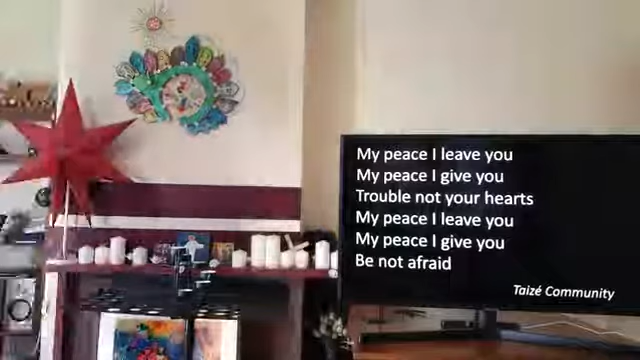 My peace I leave you
My peace I give you
Trouble not your hearts
My peace I leave you
My peace I give you
Be not afraid
Taizé Community